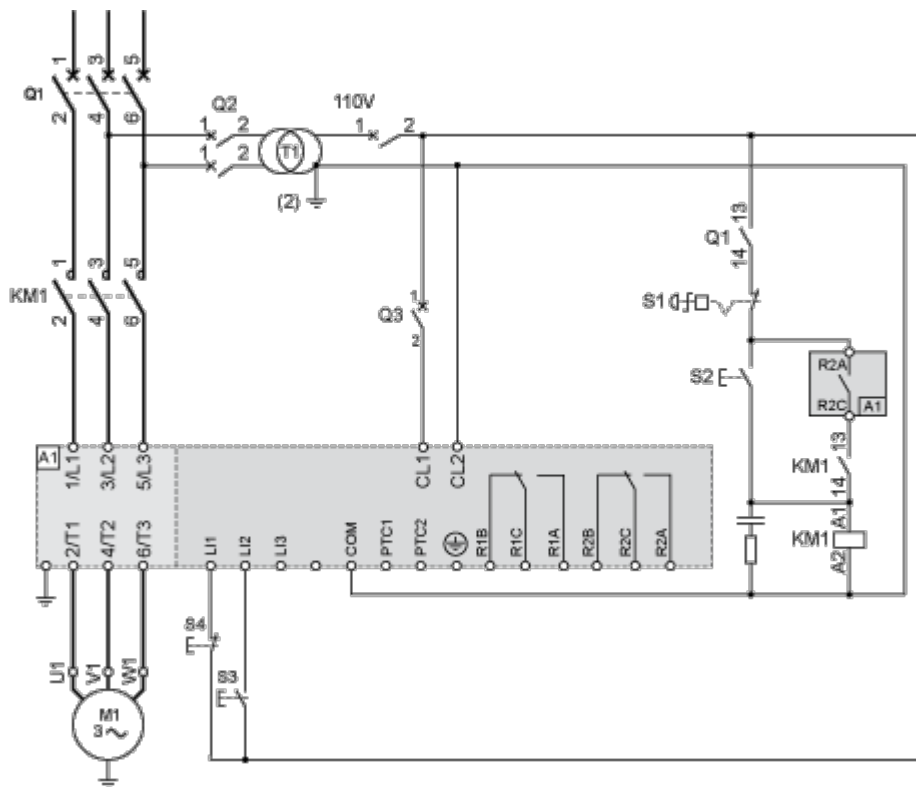 1 3 5
Q1
2 4 6
Q2
1 2
1 2
T1
(2)
110V
1 2
Q3
1
2
KM1
1 3 5
2 4 6
13
Q1
14
S1
S2
R2A
R2C A1
13
KM1
14
A1
KM1
A2
A1
1/L1 3/L2 5/L3 CL1 CL2
2/T1 4/T2 6/T3 LI1 LI2 LI3 COM PTC1 PTC2 R1B R1C R1A R2B R2C R2A
S4
S3
U1 V1 W1
M1
3